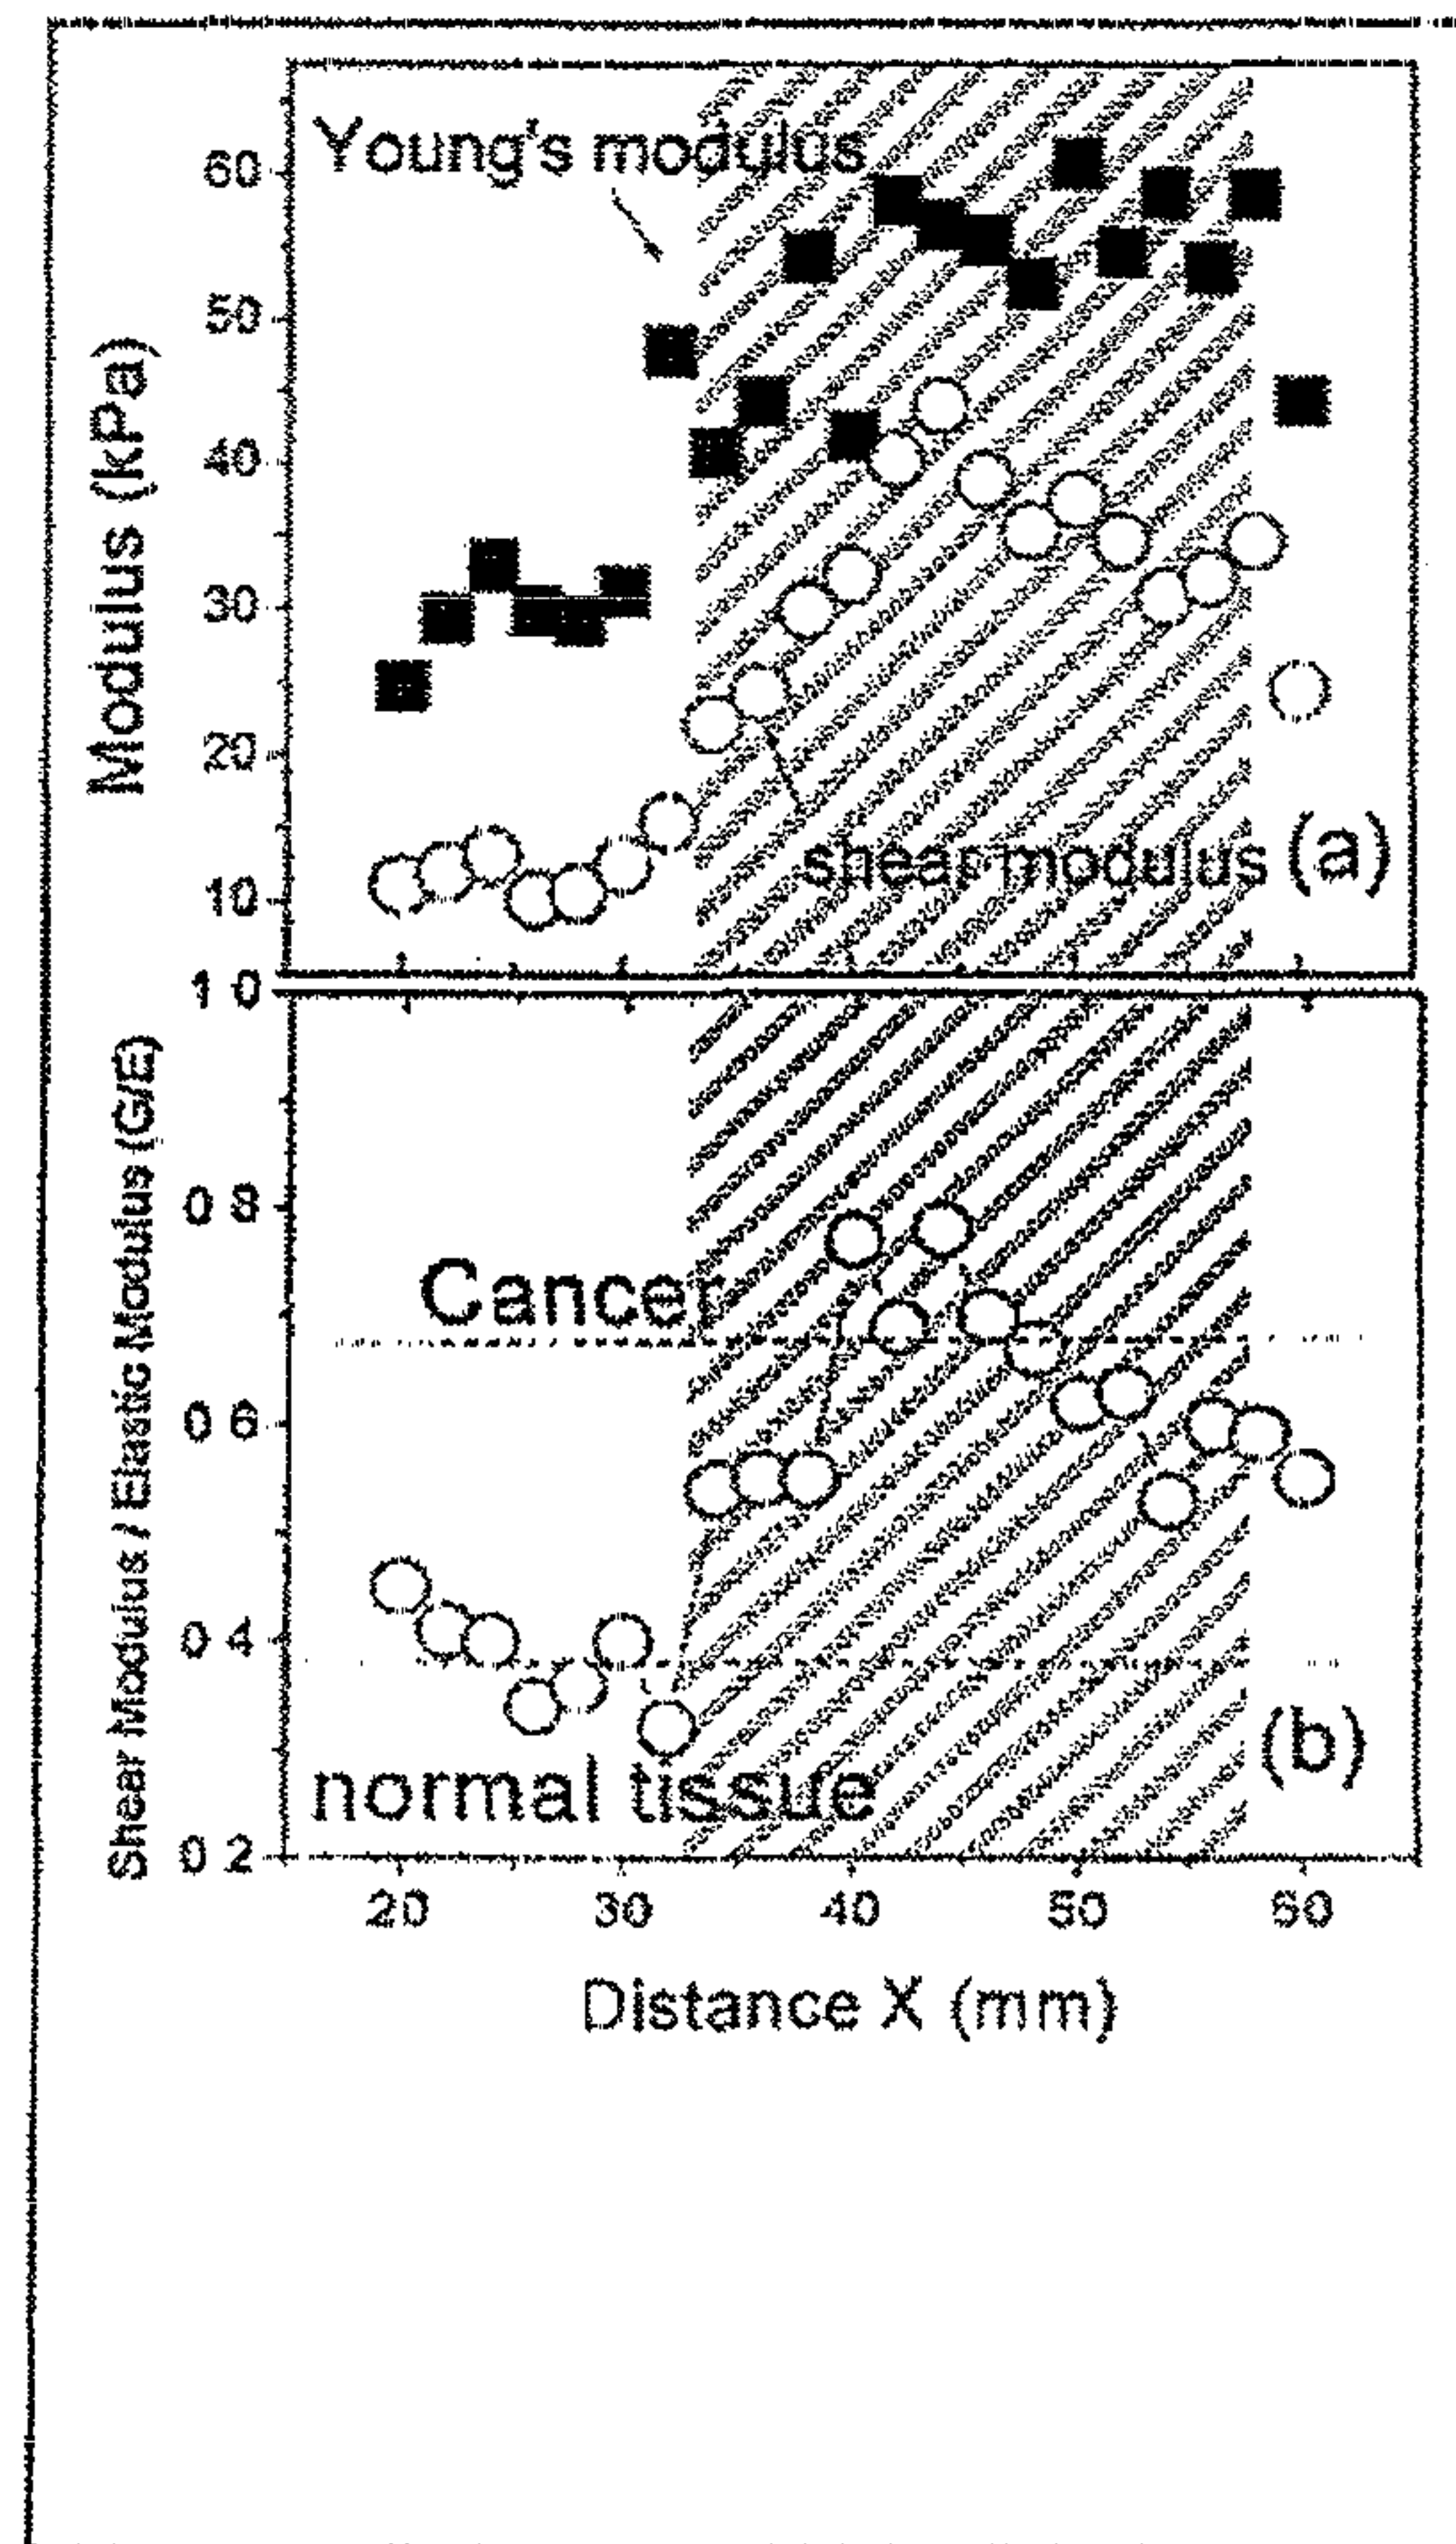 Young's modulus
60
50
40
30
20
10
Modulus (kPa)
shear modulus (a)
1 0
0 8
0 6
0 4
0 2
Shear Modulus / Elastic Modulus (G/E)
Cancer
normal tissue
(b)
20 30 40 50 60
Distance X (mm)